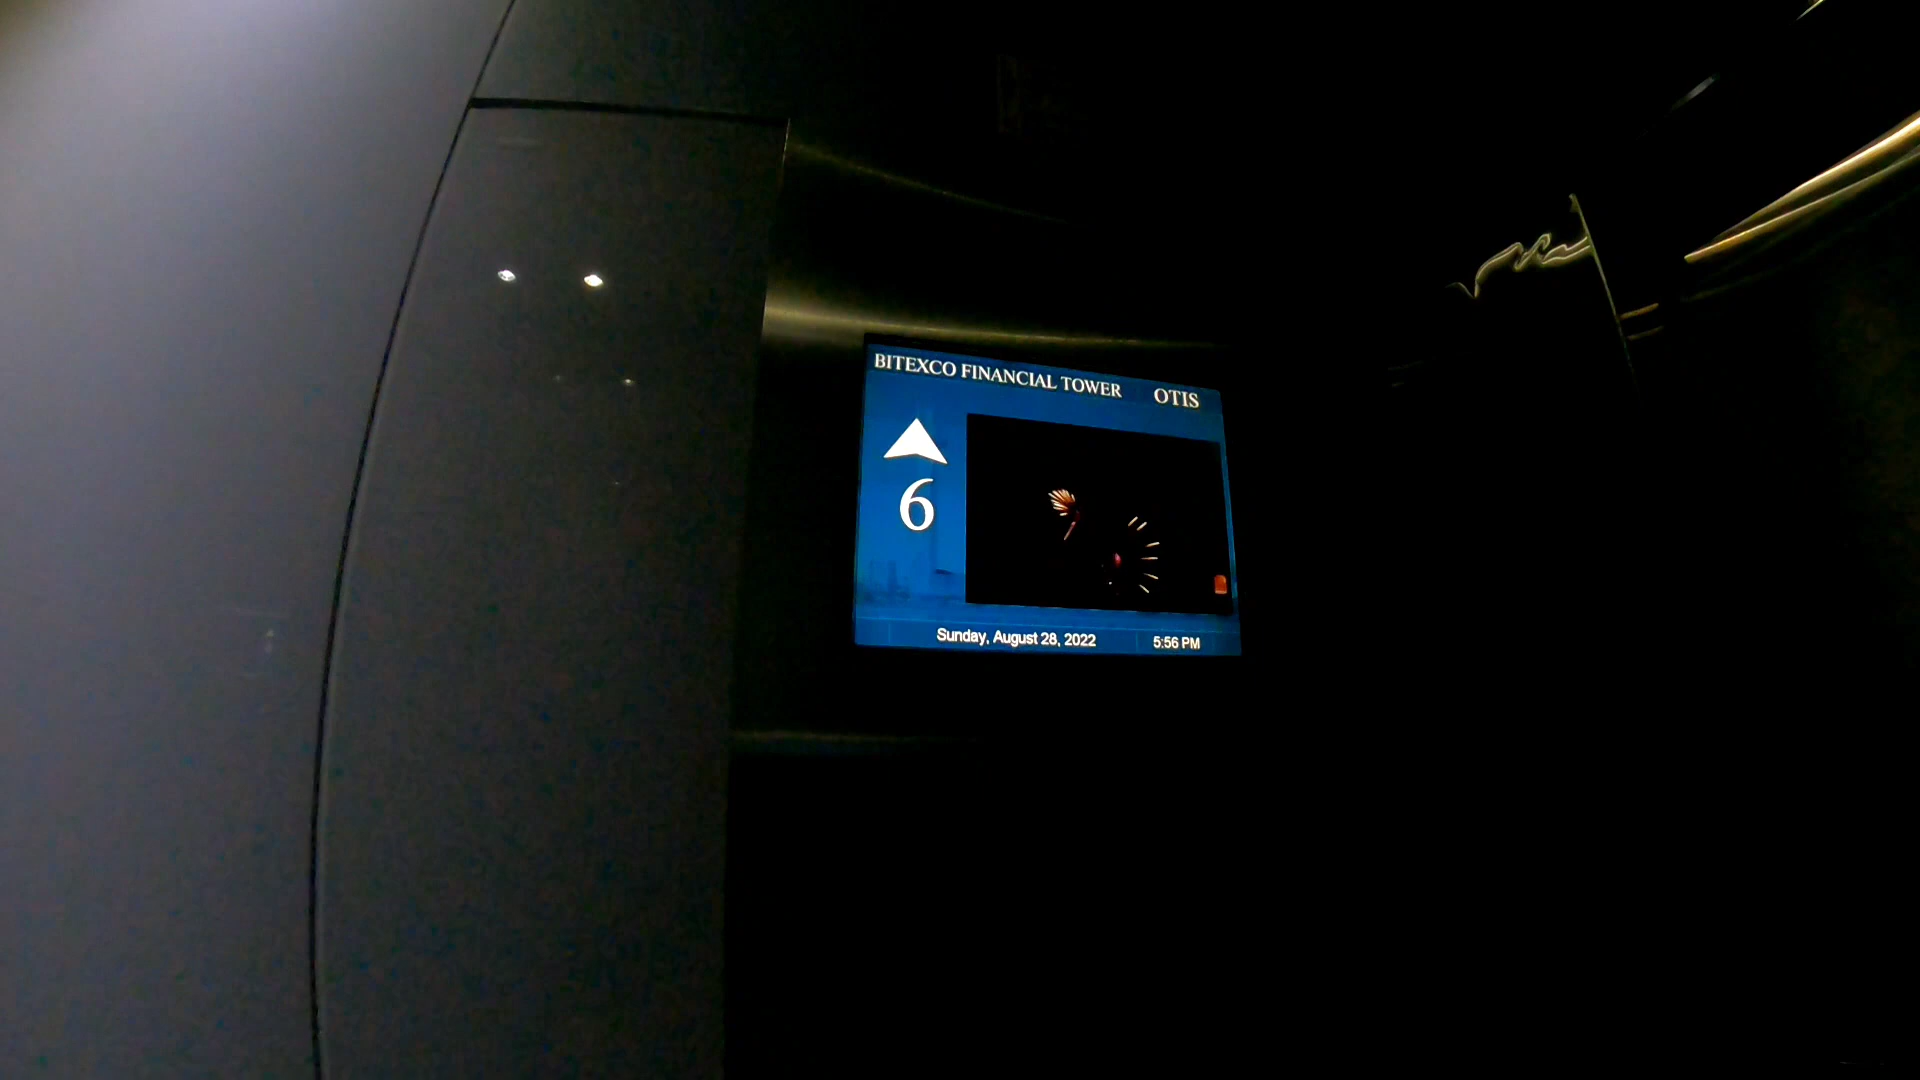 BITEXCO FINANCIAL TOWER OTIS
6
Sunday, August 28, 2022 5:56 PM